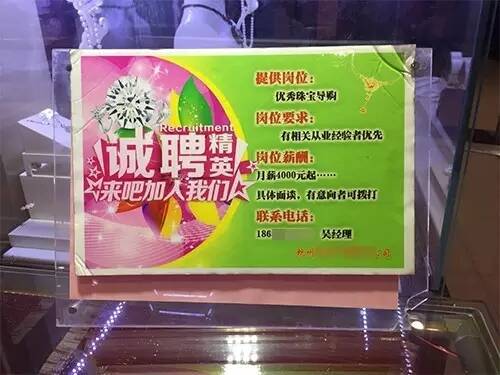 Recruitment
诚聘精英
来吧加入我们
提供岗位:
优秀珠宝导购
岗位要求:
有相关从业经验者优先
岗位薪酬:
月薪4000元起……
具体面谈,有意向者可拨打
联系电话:
186 吴经理
杭州